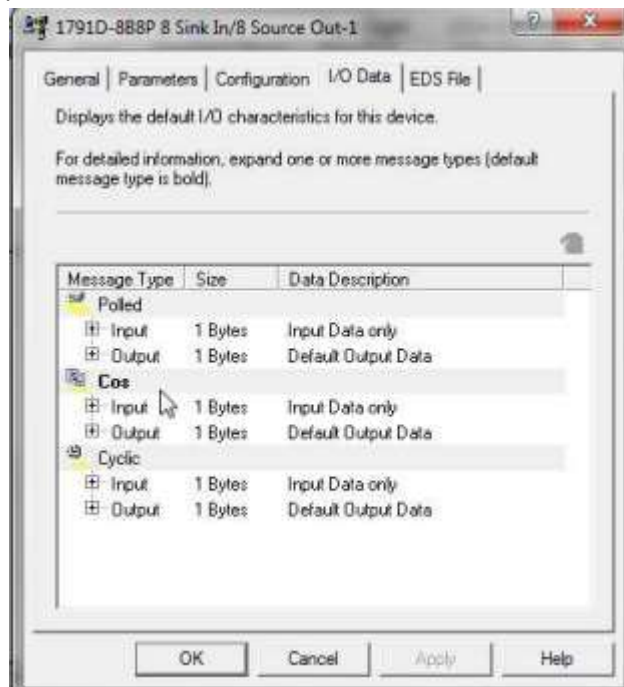 1791D-8B8P 8 Sink In/8 Source Out-1
General | Parameters | Configuration | I/O Data | EDS File
Displays the default I/O characteristics for this device.
For detailed information, expand one or more message types (default
message type is bold).
Message Type Size Data Description
Polled
Input 1 Bytes Input Data only
Output 1 Bytes Default Output Data
Cos
Input 1 Bytes Input Data only
Output 1 Bytes Default Output Data
Cyclic
Input 1 Bytes Input Data only
Output 1 Bytes Default Output Data
OK Cancel Apply Help